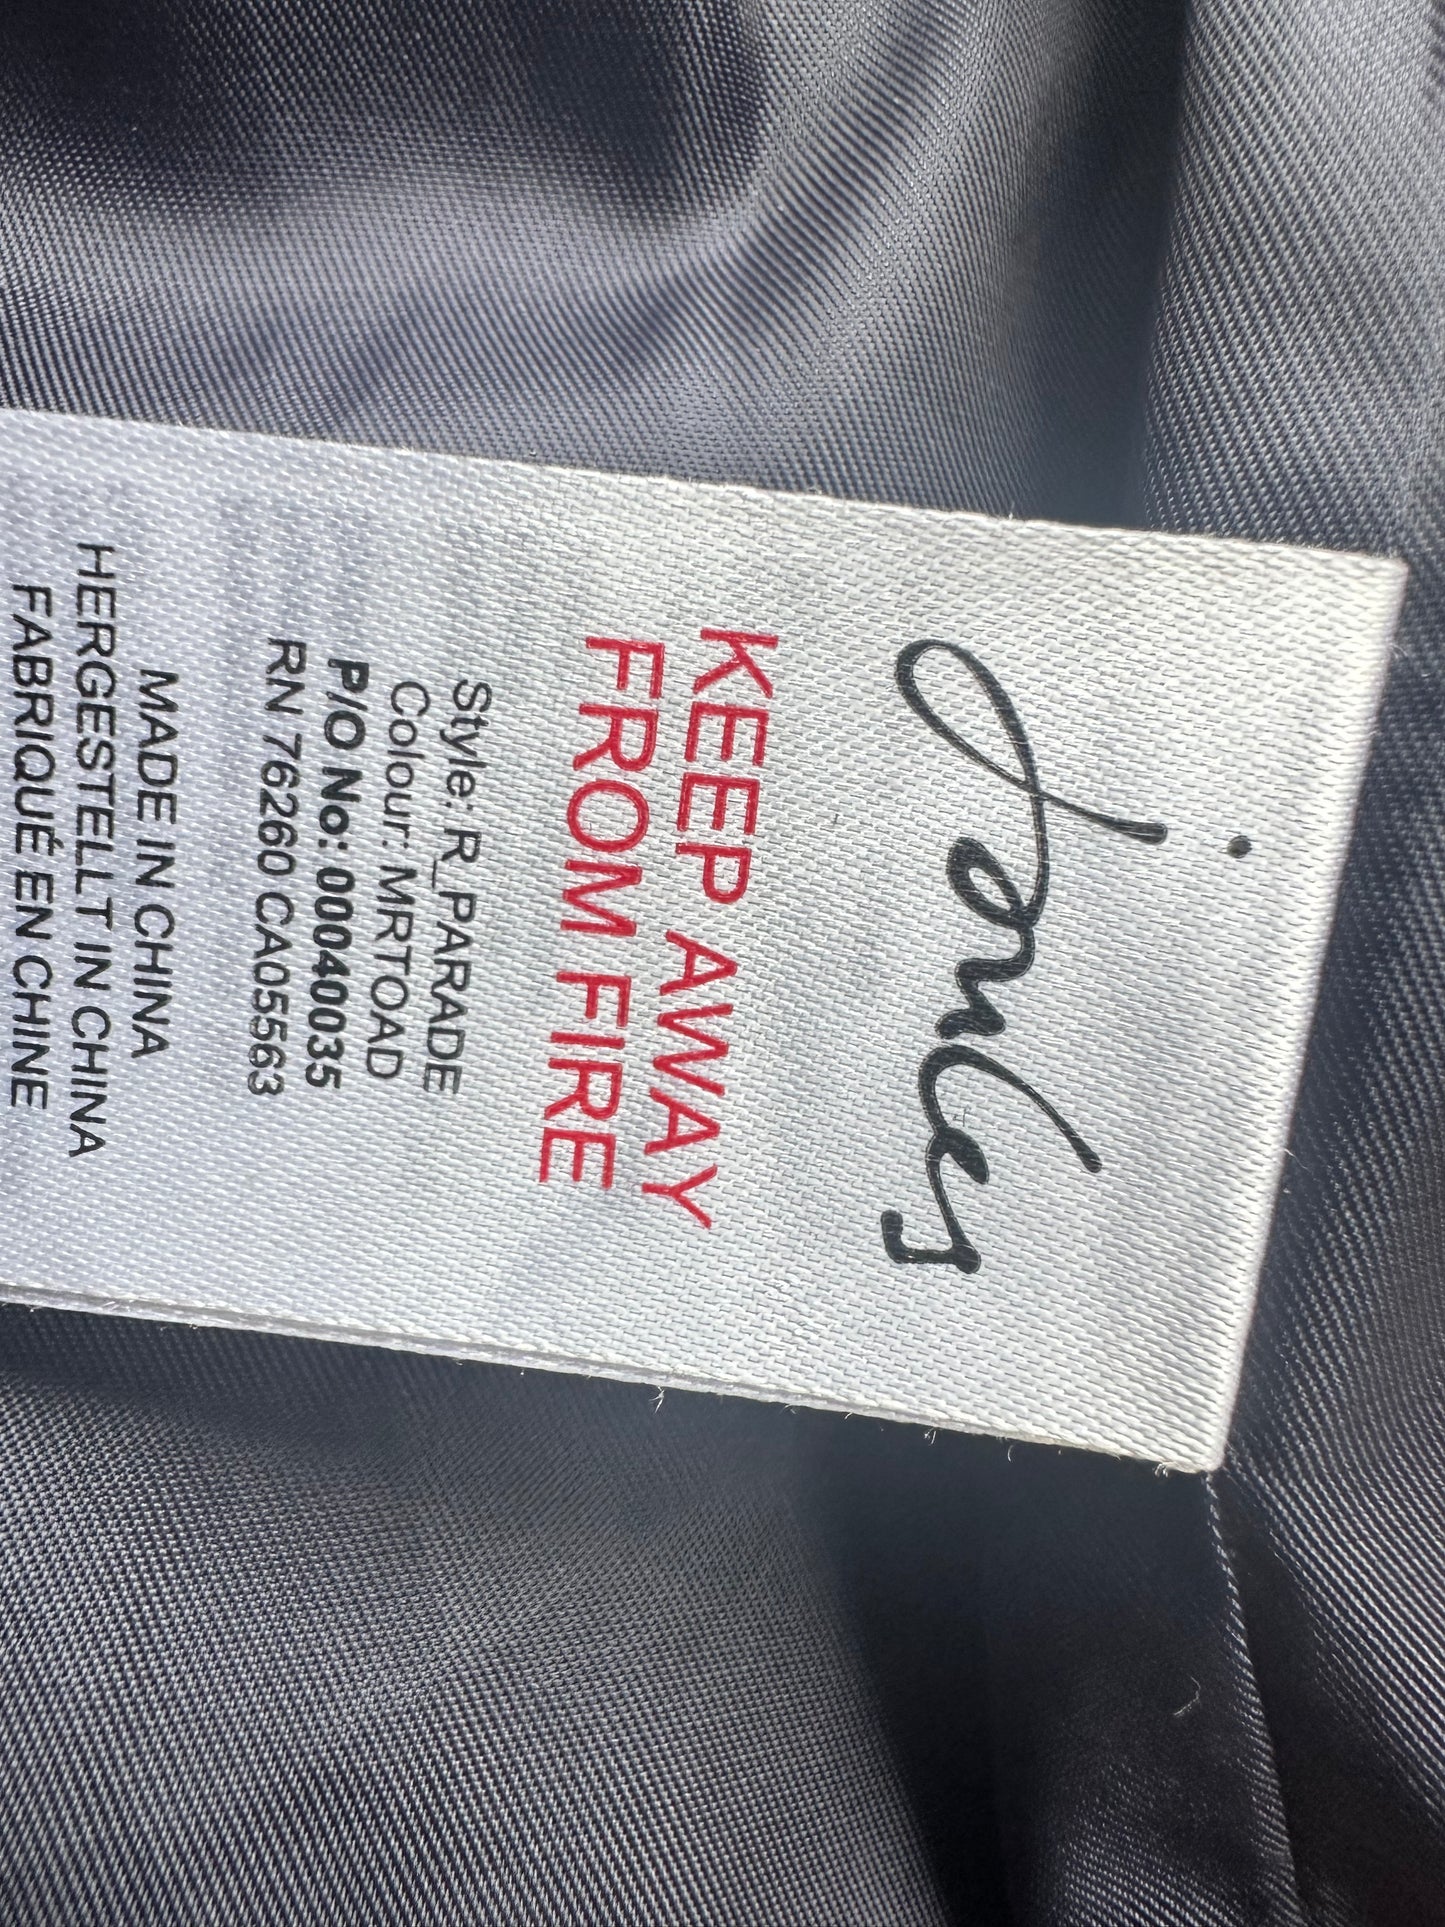 Joules
KEEP AWAY
FROM FIRE
Style: R_PARADE
Colour: MRTOAD
P/O No: 00040035
RN 76260 CA05563
MADE IN CHINA
HERGESTELLT IN CHINA
FABRIQUÉ EN CHINE